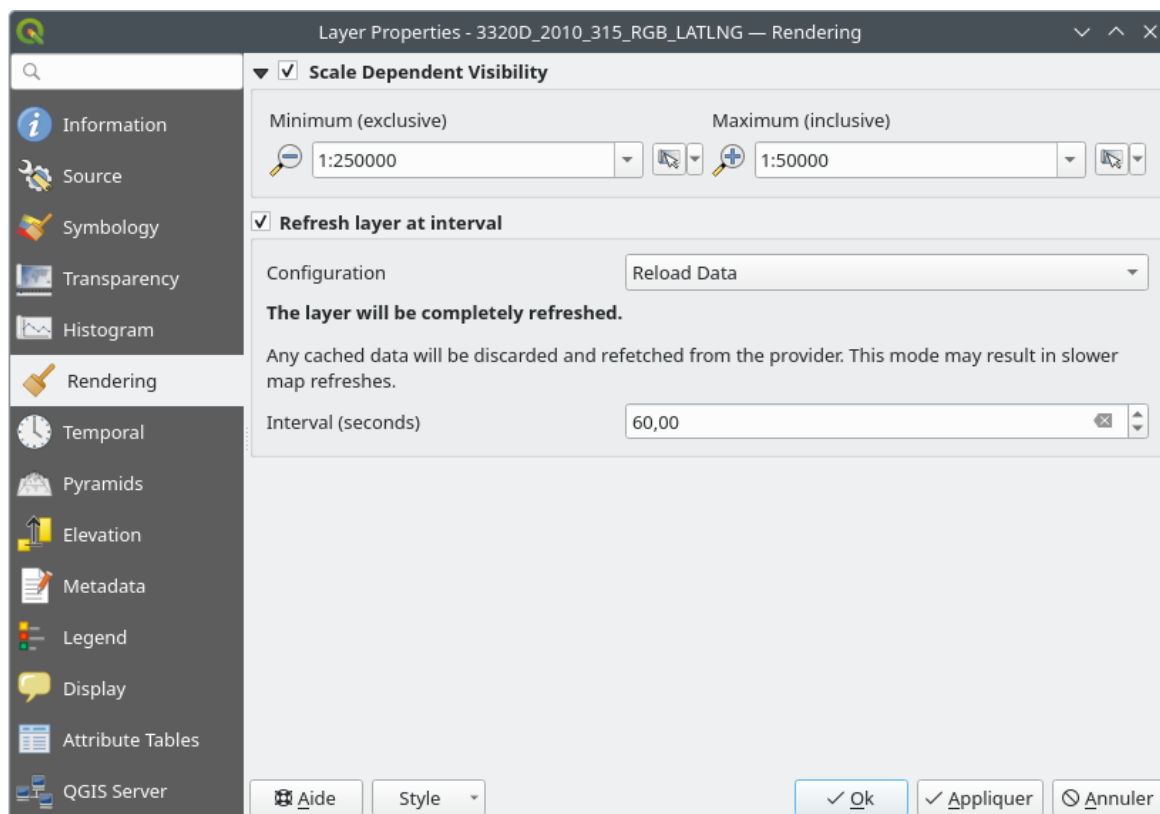 Layer Properties - 3320D_2010_315_RGB_LATLNG — Rendering
Information
Source
Symbology
Transparency
Histogram
Rendering
Temporal
Pyramids
Elevation
Metadata
Legend
Display
Attribute Tables
QGIS Server
Scale Dependent Visibility
Minimum (exclusive) Maximum (inclusive)
1:250000 1:50000
Refresh layer at interval
Configuration Reload Data
The layer will be completely refreshed.
Any cached data will be discarded and refetched from the provider. This mode may result in slower
map refreshes.
Interval (seconds) 60,00
Aide Style Ok Appliquer Annuler